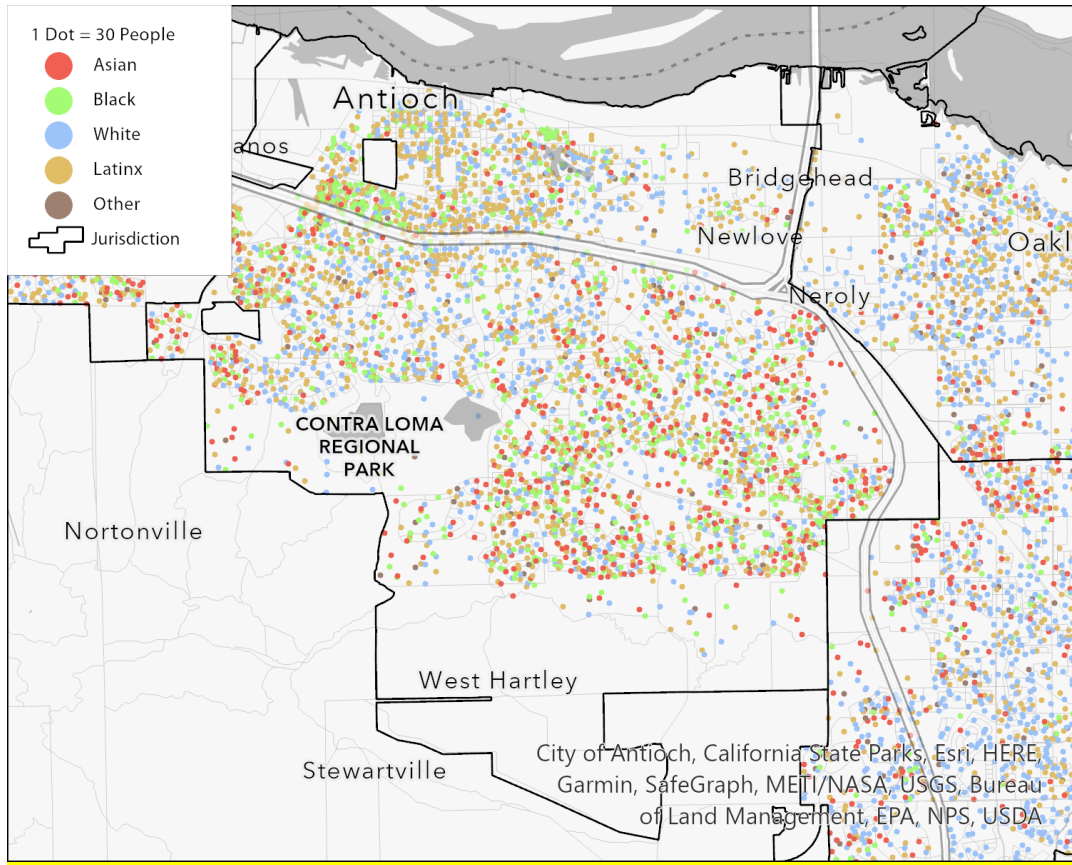 1 Dot = 30 People
Asian
Black
White
Latinx
Other
Jurisdiction
Antioch
anos
Bridgehead
Newlove
Oakl
Neroly
CONTRA LOMA
REGIONAL
PARK
Nortonville
West Hartley
Stewartville
City of Antioch, California State Parks, Esri, HERE,
Garmin, SafeGraph, METI/NASA, USGS, Bureau
of Land Management, EPA, NPS, USDA